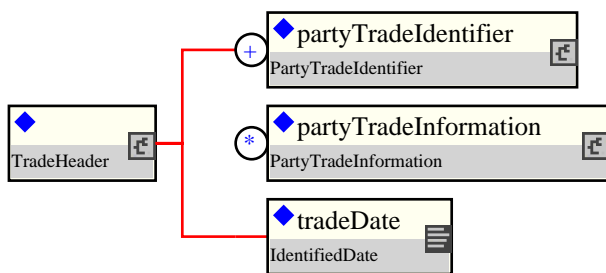 +
partyTradeIdentifier
PartyTradeIdentifier
TradeHeader
*
partyTradeInformation
PartyTradeInformation
tradeDate
IdentifiedDate